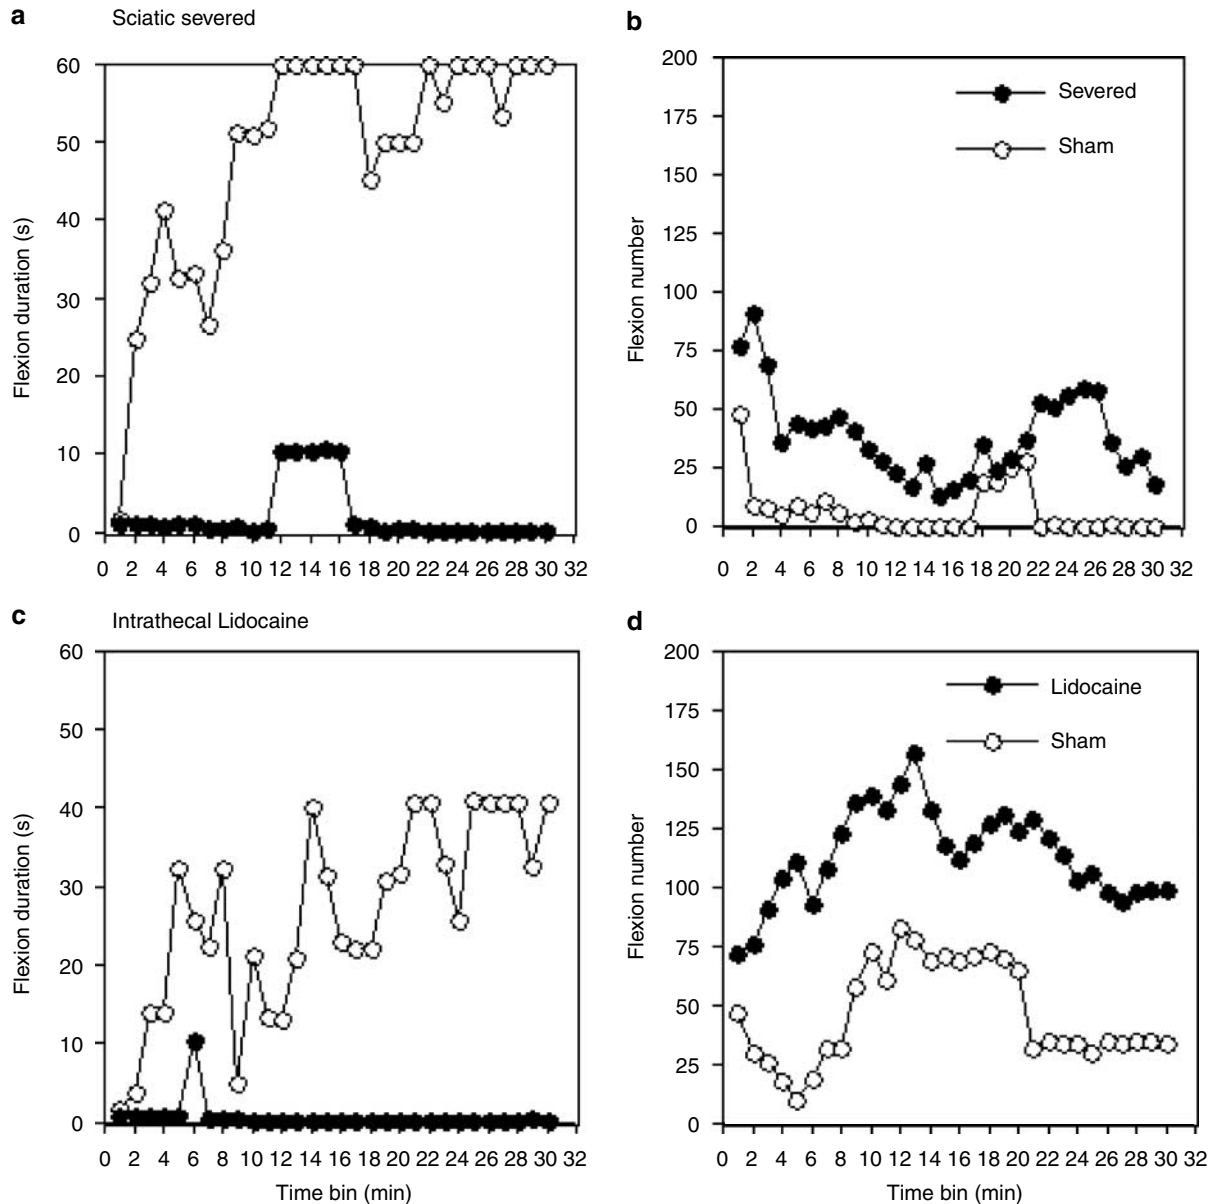 a Sciatic severed
Flexion duration (s)
60
50
40
30
20
10
0
0 2 4 6 8 10 12 14 16 18 20 22 24 26 28 30 32
b
Flexion number
200
175
150
125
100
75
50
25
0
Severed
Sham
0 2 4 6 8 10 12 14 16 18 20 22 24 26 28 30 32
c Intrathecal Lidocaine
Flexion duration (s)
60
50
40
30
20
10
0
0 2 4 6 8 10 12 14 16 18 20 22 24 26 28 30 32
Time bin (min)
d
Flexion number
200
175
150
125
100
75
50
25
0
Lidocaine
Sham
0 2 4 6 8 10 12 14 16 18 20 22 24 26 28 30 32
Time bin (min)